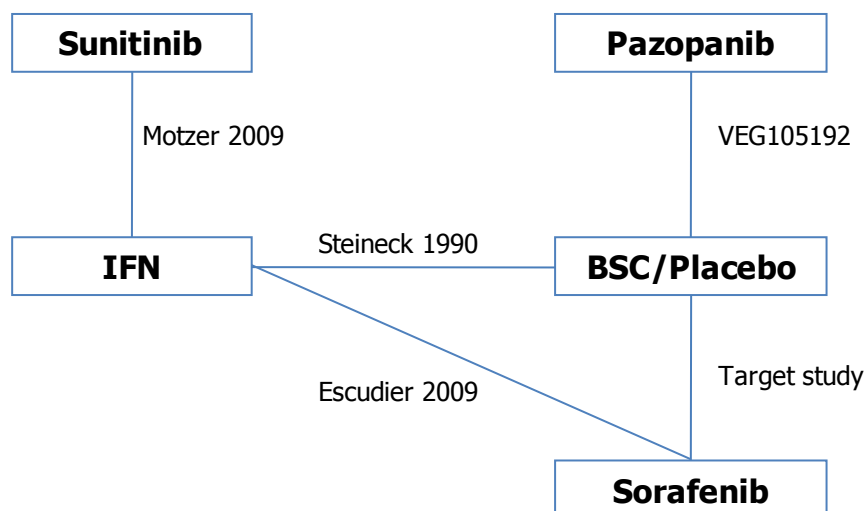 Sunitinib
Pazopanib
Motzer 2009
VEG105192
Steineck 1990
IFN
BSC/Placebo
Escudier 2009
Target study
Sorafenib